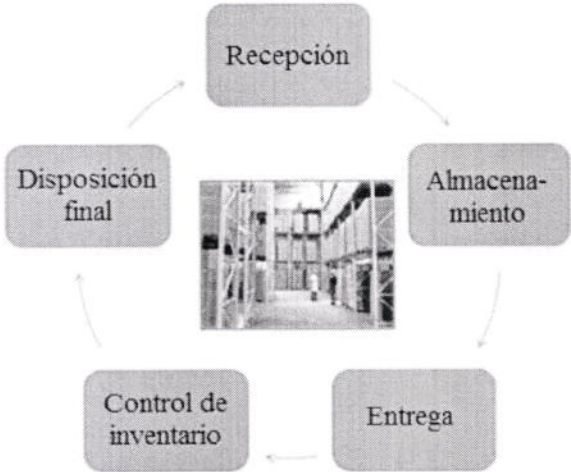 Recepción
Almacena-
miento
Entrega
Control de
inventario
Disposición
final